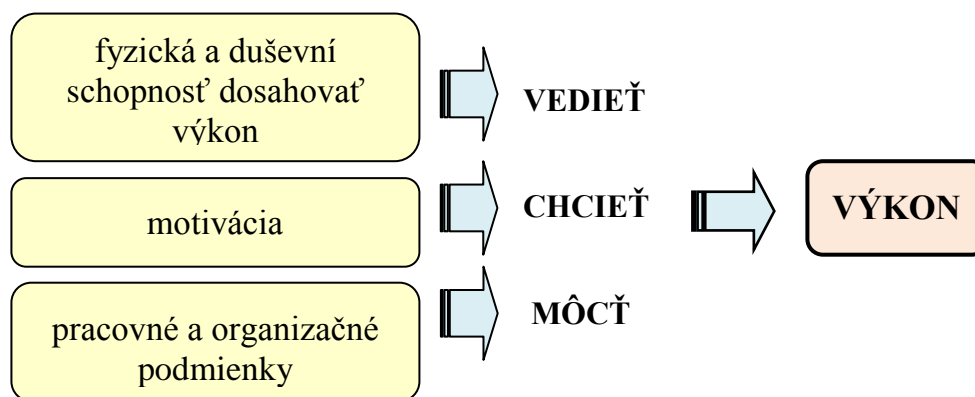 fyzická a duševní
schopnosť dosahovať
výkon
VEDIEŤ
motivácia
CHCIEŤ
VÝKON
pracovné a organizačné
podmienky
MÔCŤ